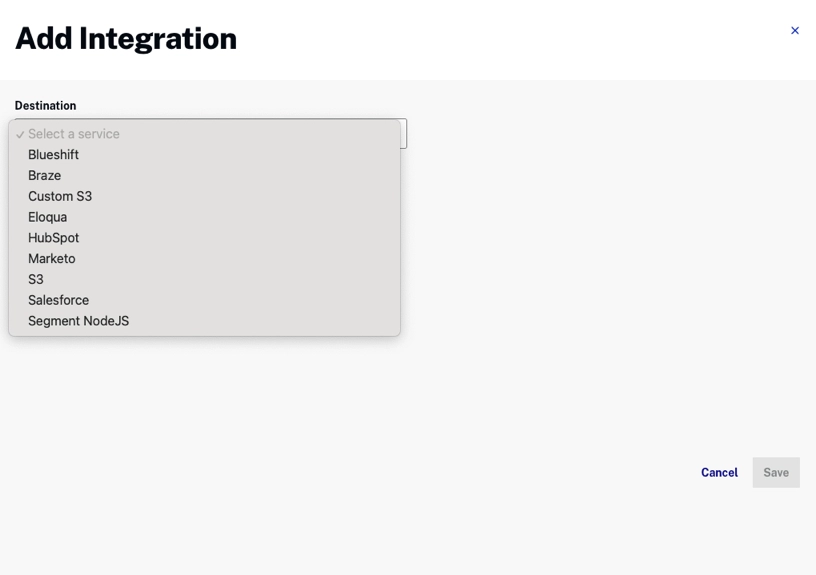 Add Integration
Destination
Select a service
Blueshift
Braze
Custom S3
Eloqua
HubSpot
Marketo
S3
Salesforce
Segment NodeJS
Cancel Save